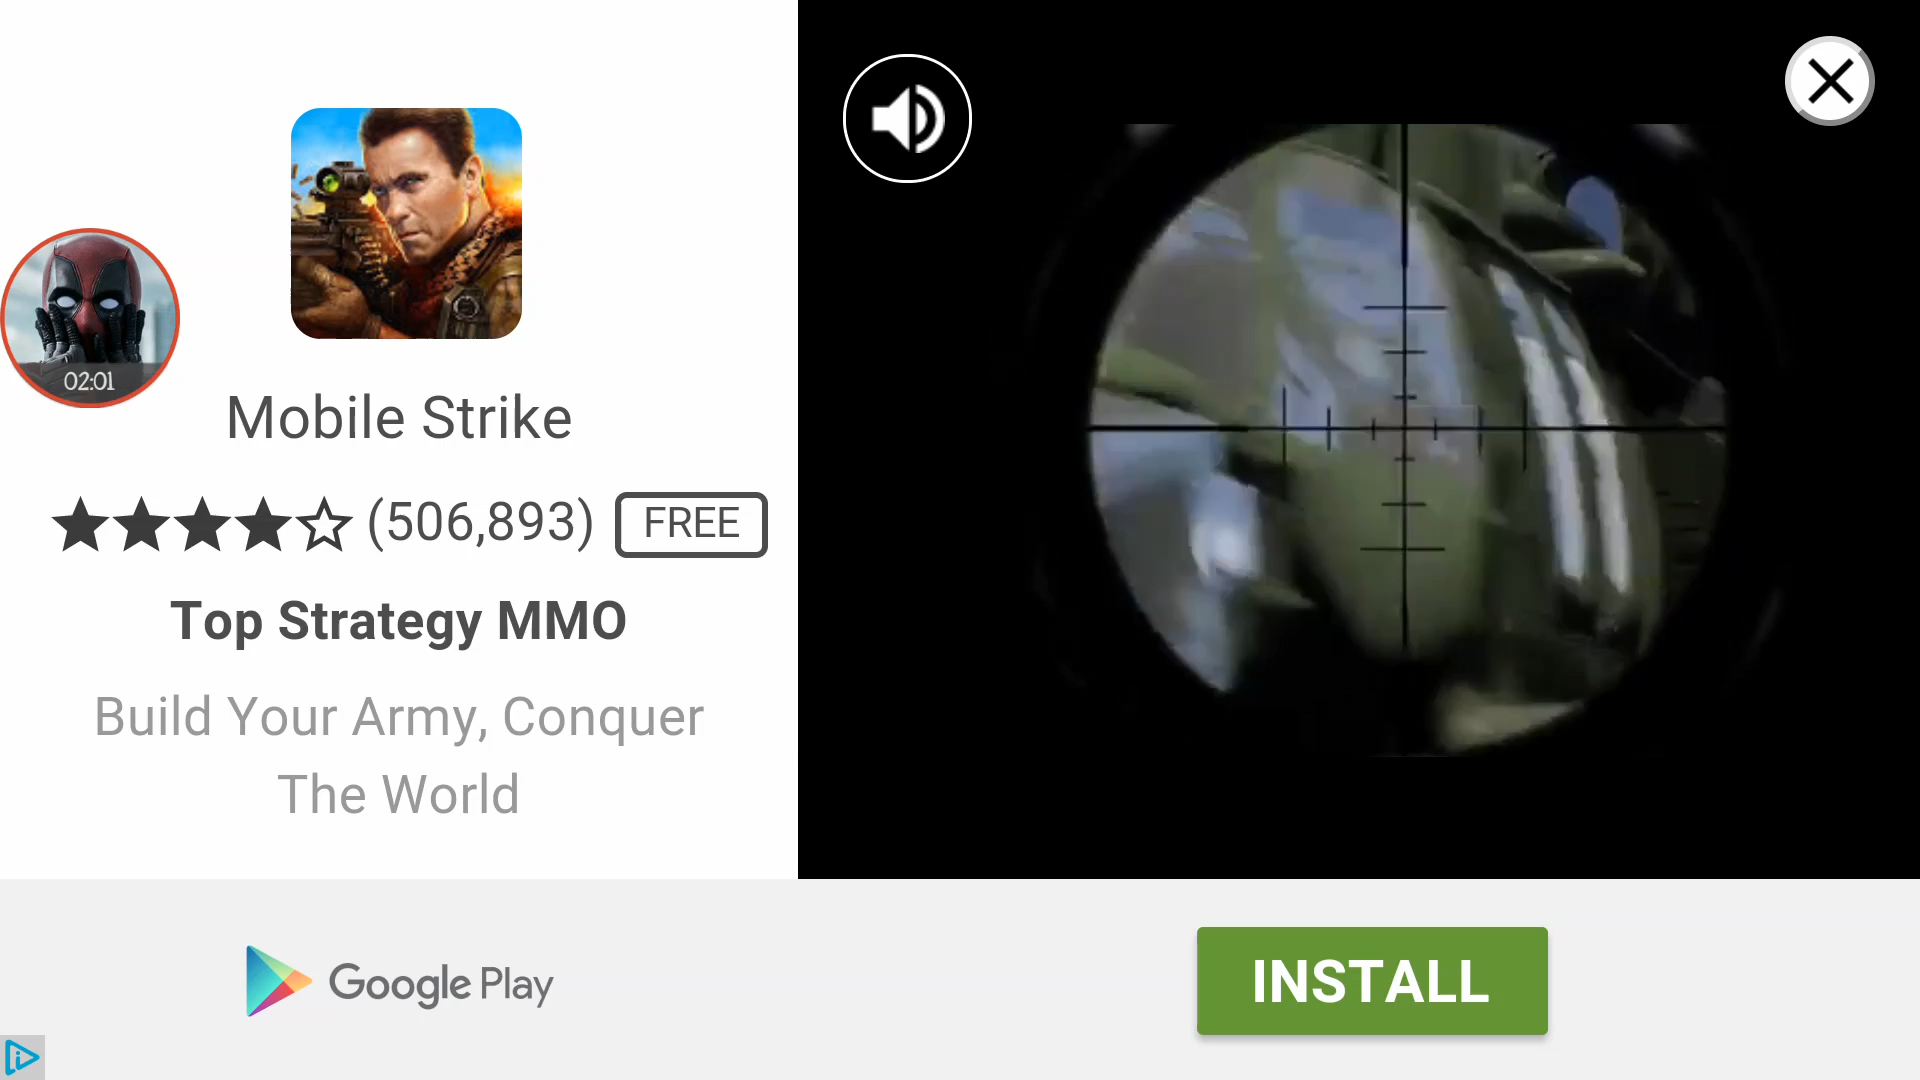 02:01
Mobile Strike
(506,893) FREE
Top Strategy MMO
Build Your Army, Conquer
The World
Google Play
INSTALL